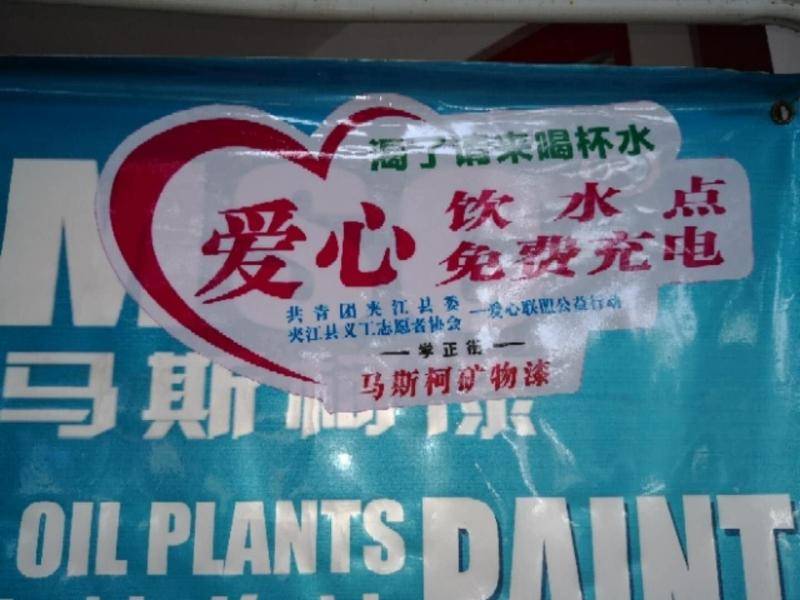 渴了请来喝杯水
爱心 饮水点
免费充电
共青团夹江县委
夹江县义工志愿者协会
—爱心联盟公益行动
—学正街—
马斯柯矿物漆
马斯柯漆
OIL PLANTS PAINT